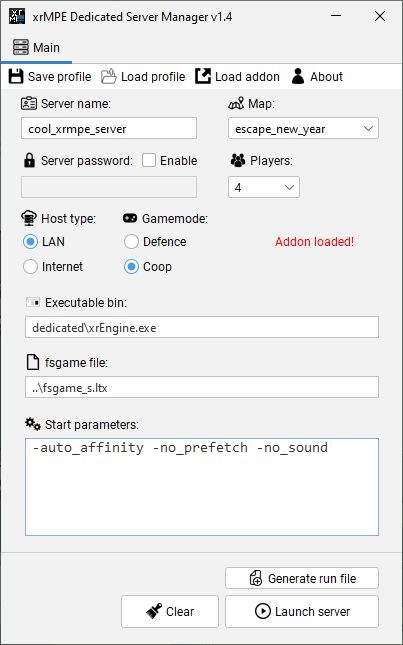 xrMPE Dedicated Server Manager v1.4
Main
Save profile Load profile Load addon About
Server name: Map:
cool_xrmpe_server escape_new_year
Server password: Enable Players:
4
Host type: Gamemode:
LAN Defence Addon loaded!
Internet Coop
Executable bin:
dedicated\xrEngine.exe
fsgame file:
..\fsgame_s.ltx
Start parameters:
-auto_affinity -no_prefetch -no_sound
Generate run file
Clear Launch server